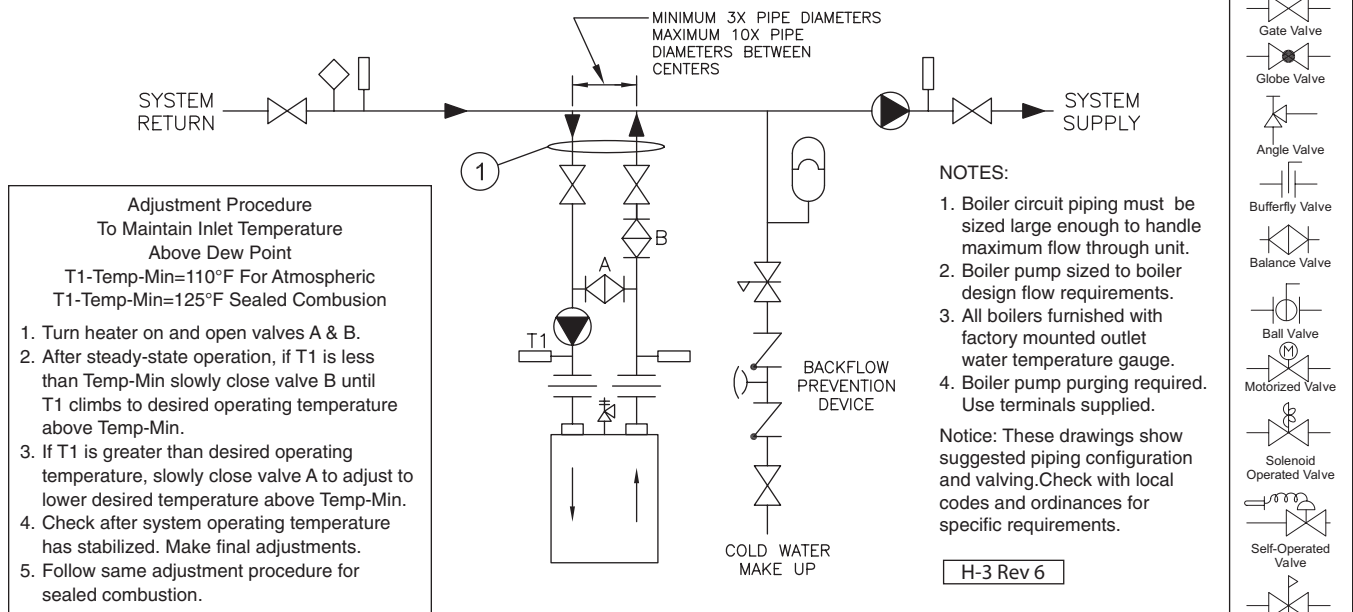 MINIMUM 3X PIPE DIAMETERS
MAXIMUM 10X PIPE
DIAMETERS BETWEEN
CENTERS
SYSTEM
RETURN
SYSTEM
SUPPLY
1
B
A
T1
BACKFLOW
PREVENTION
DEVICE
COLD WATER
MAKE UP
Adjustment Procedure
To Maintain Inlet Temperature
Above Dew Point
T1-Temp-Min=110°F For Atmospheric
T1-Temp-Min=125°F Sealed Combusion
1. Turn heater on and open valves A & B.
2. After steady-state operation, if T1 is less
than Temp-Min slowly close valve B until
T1 climbs to desired operating temperature
above Temp-Min.
3. If T1 is greater than desired operating
temperature, slowly close valve A to adjust to
lower desired temperature above Temp-Min.
4. Check after system operating temperature
has stabilized. Make final adjustments.
5. Follow same adjustment procedure for
sealed combustion.
NOTES:
1. Boiler circuit piping must be
sized large enough to handle
maximum flow through unit.
2. Boiler pump sized to boiler
design flow requirements.
3. All boilers furnished with
factory mounted outlet
water temperature gauge.
4. Boiler pump purging required.
Use terminals supplied.
Notice: These drawings show
suggested piping configuration
and valving.Check with local
codes and ordinances for
specific requirements.
H-3 Rev 6
Gate Valve
Globe Valve
Angle Valve
Bufferfly Valve
Balance Valve
Ball Valve
M
Motorized Valve
Solenoid
Operated Valve
Self-Operated
Valve